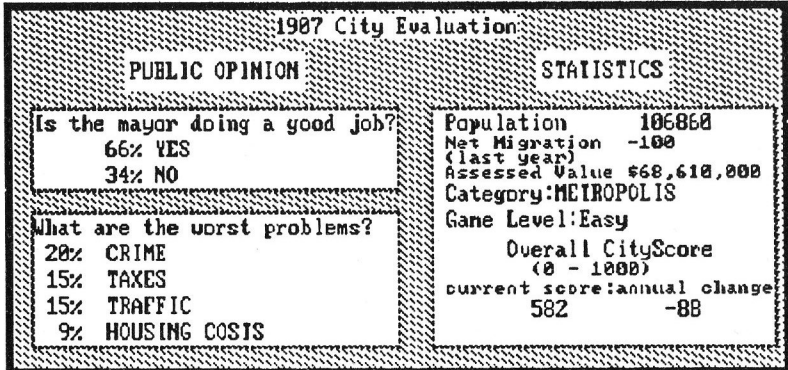 1907 City Evaluation
PUBLIC OPINION
Is the mayor doing a good job?
66% YES
34% NO
What are the worst problems?
20% CRIME
15% TAXES
15% TRAFFIC
9% HOUSING COSTS
STATISTICS
Population 106860
Net Migration -100
(last year)
Assessed Value $68,610,000
Category:METROPOLIS
Game Level:Easy
Overall CityScore
(0 - 1000)
current score:annual change
582 -88